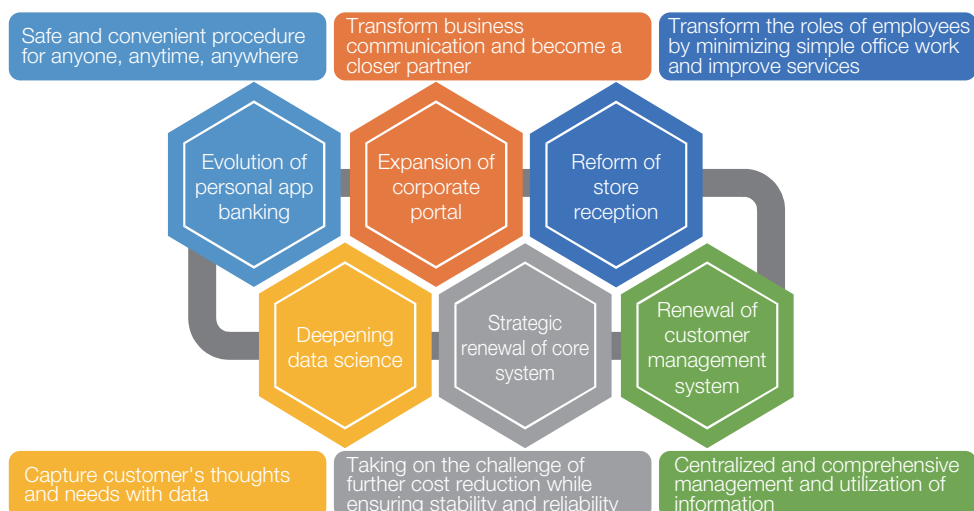 Safe and convenient procedure
for anyone, anytime, anywhere
Transform business
communication and become a
closer partner
Transform the roles of employees
by minimizing simple office work
and improve services
Evolution of
personal app
banking
Expansion of
corporate
portal
Reform of
store
reception
Deepening
data science
Strategic
renewal of core
system
Renewal of
customer
management
system
Capture customer's thoughts
and needs with data
Taking on the challenge of
further cost reduction while
ensuring stability and reliability
Centralized and comprehensive
management and utilization of
information